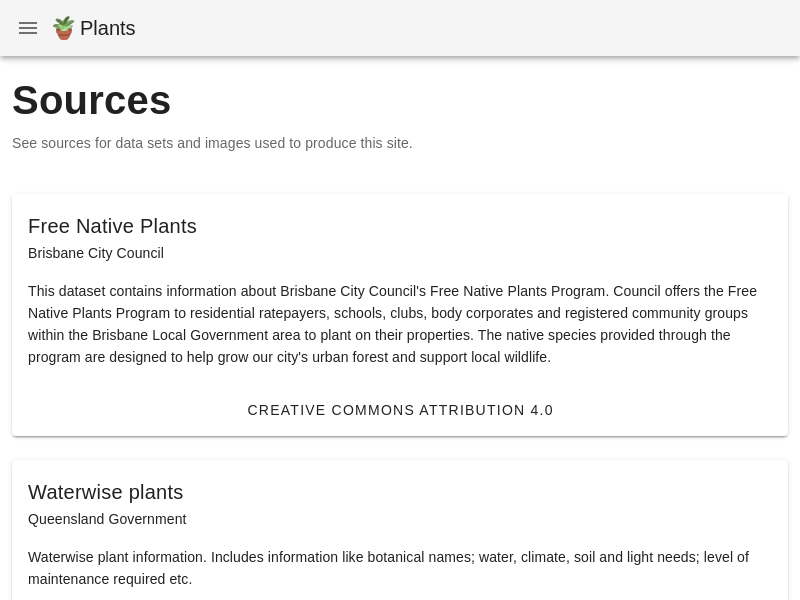 Plants
Sources
See sources for data sets and images used to produce this site.
Free Native Plants
Brisbane City Council
This dataset contains information about Brisbane City Council's Free Native Plants Program. Council offers the Free
Native Plants Program to residential ratepayers, schools, clubs, body corporates and registered community groups
within the Brisbane Local Government area to plant on their properties. The native species provided through the
program are designed to help grow our city's urban forest and support local wildlife.
CREATIVE COMMONS ATTRIBUTION 4.0
Waterwise plants
Queensland Government
Waterwise plant information. Includes information like botanical names; water, climate, soil and light needs; level of
maintenance required etc.